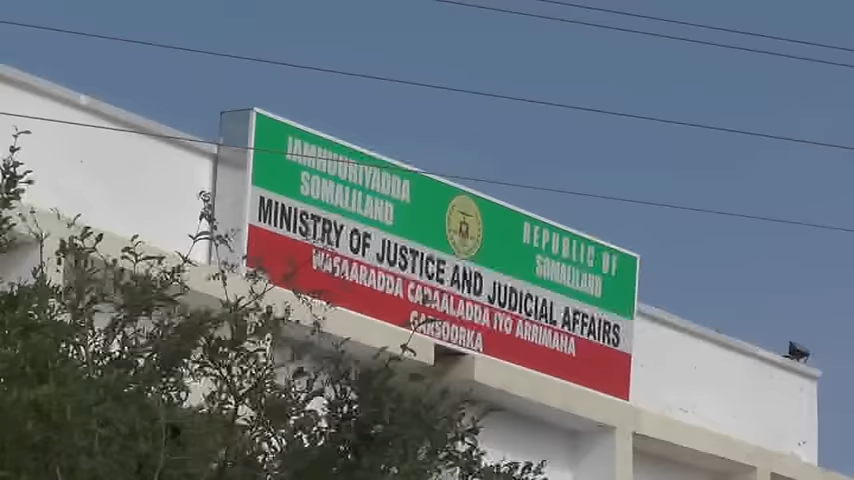 JAMHUURIYADDA
SOMALILAND
REPUBLIC OF
SOMALILAND
MINISTRY OF JUSTICE AND JUDICIAL AFFAIRS
WASAARADDA CADAALADDA IYO ARRIMAHA
GARSOORKA